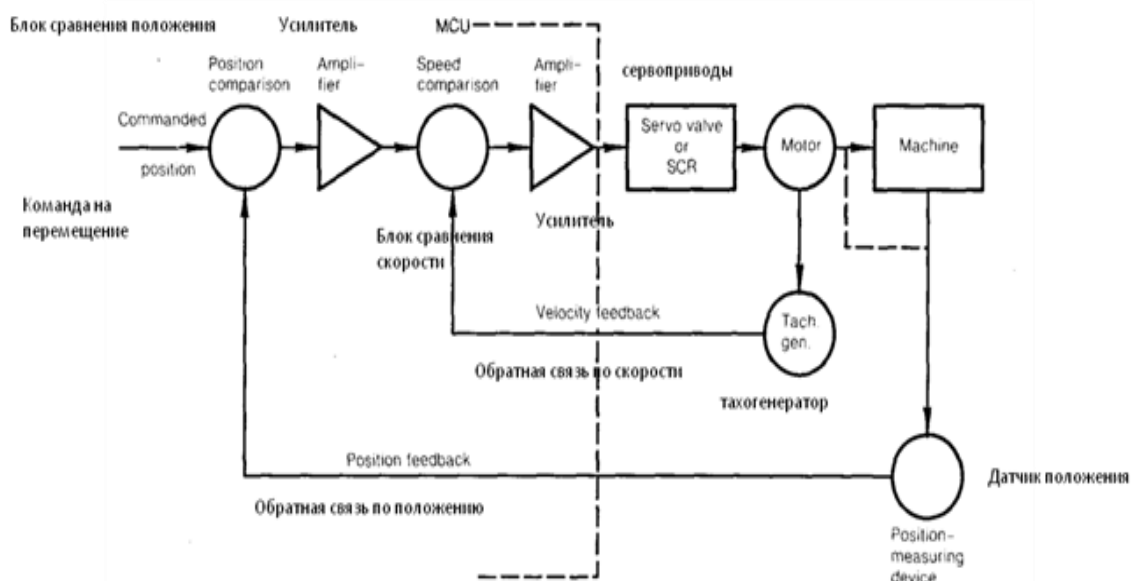 Блок сравнения положения
Усилитель
MCU
Position
comparison
Ampli-
fier
Speed
comparison
Ampli-
fier
сервоприводы
Commanded
position
Servo valve
or
SCR
Motor
Machine
Команда на
перемещение
Усилитель
Блок сравнения
скорости
Velocity feedback
Tach.
gen.
Обратная связь по скорости
тахогенератор
Position feedback
Датчик положения
Обратная связь по положению
Position-
measuring
device